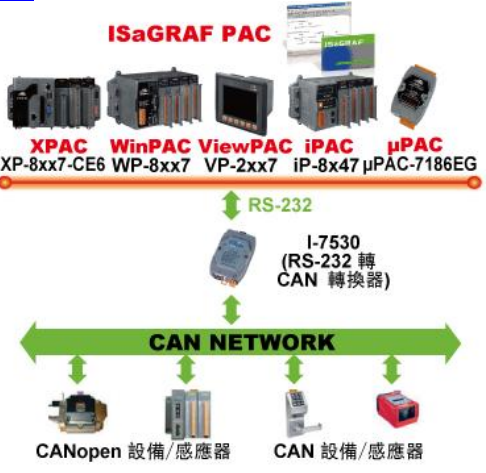 ISaGRAF PAC
ISaGRAF
XPAC WinPAC ViewPAC iPAC µPAC
XP-8xx7-CE6 WP-8xx7 VP-2xx7 iP-8x47 µPAC-7186EG
RS-232
I-7530
(RS-232 轉
CAN 轉換器)
CAN NETWORK
CANopen 設備/感應器 CAN 設備/感應器